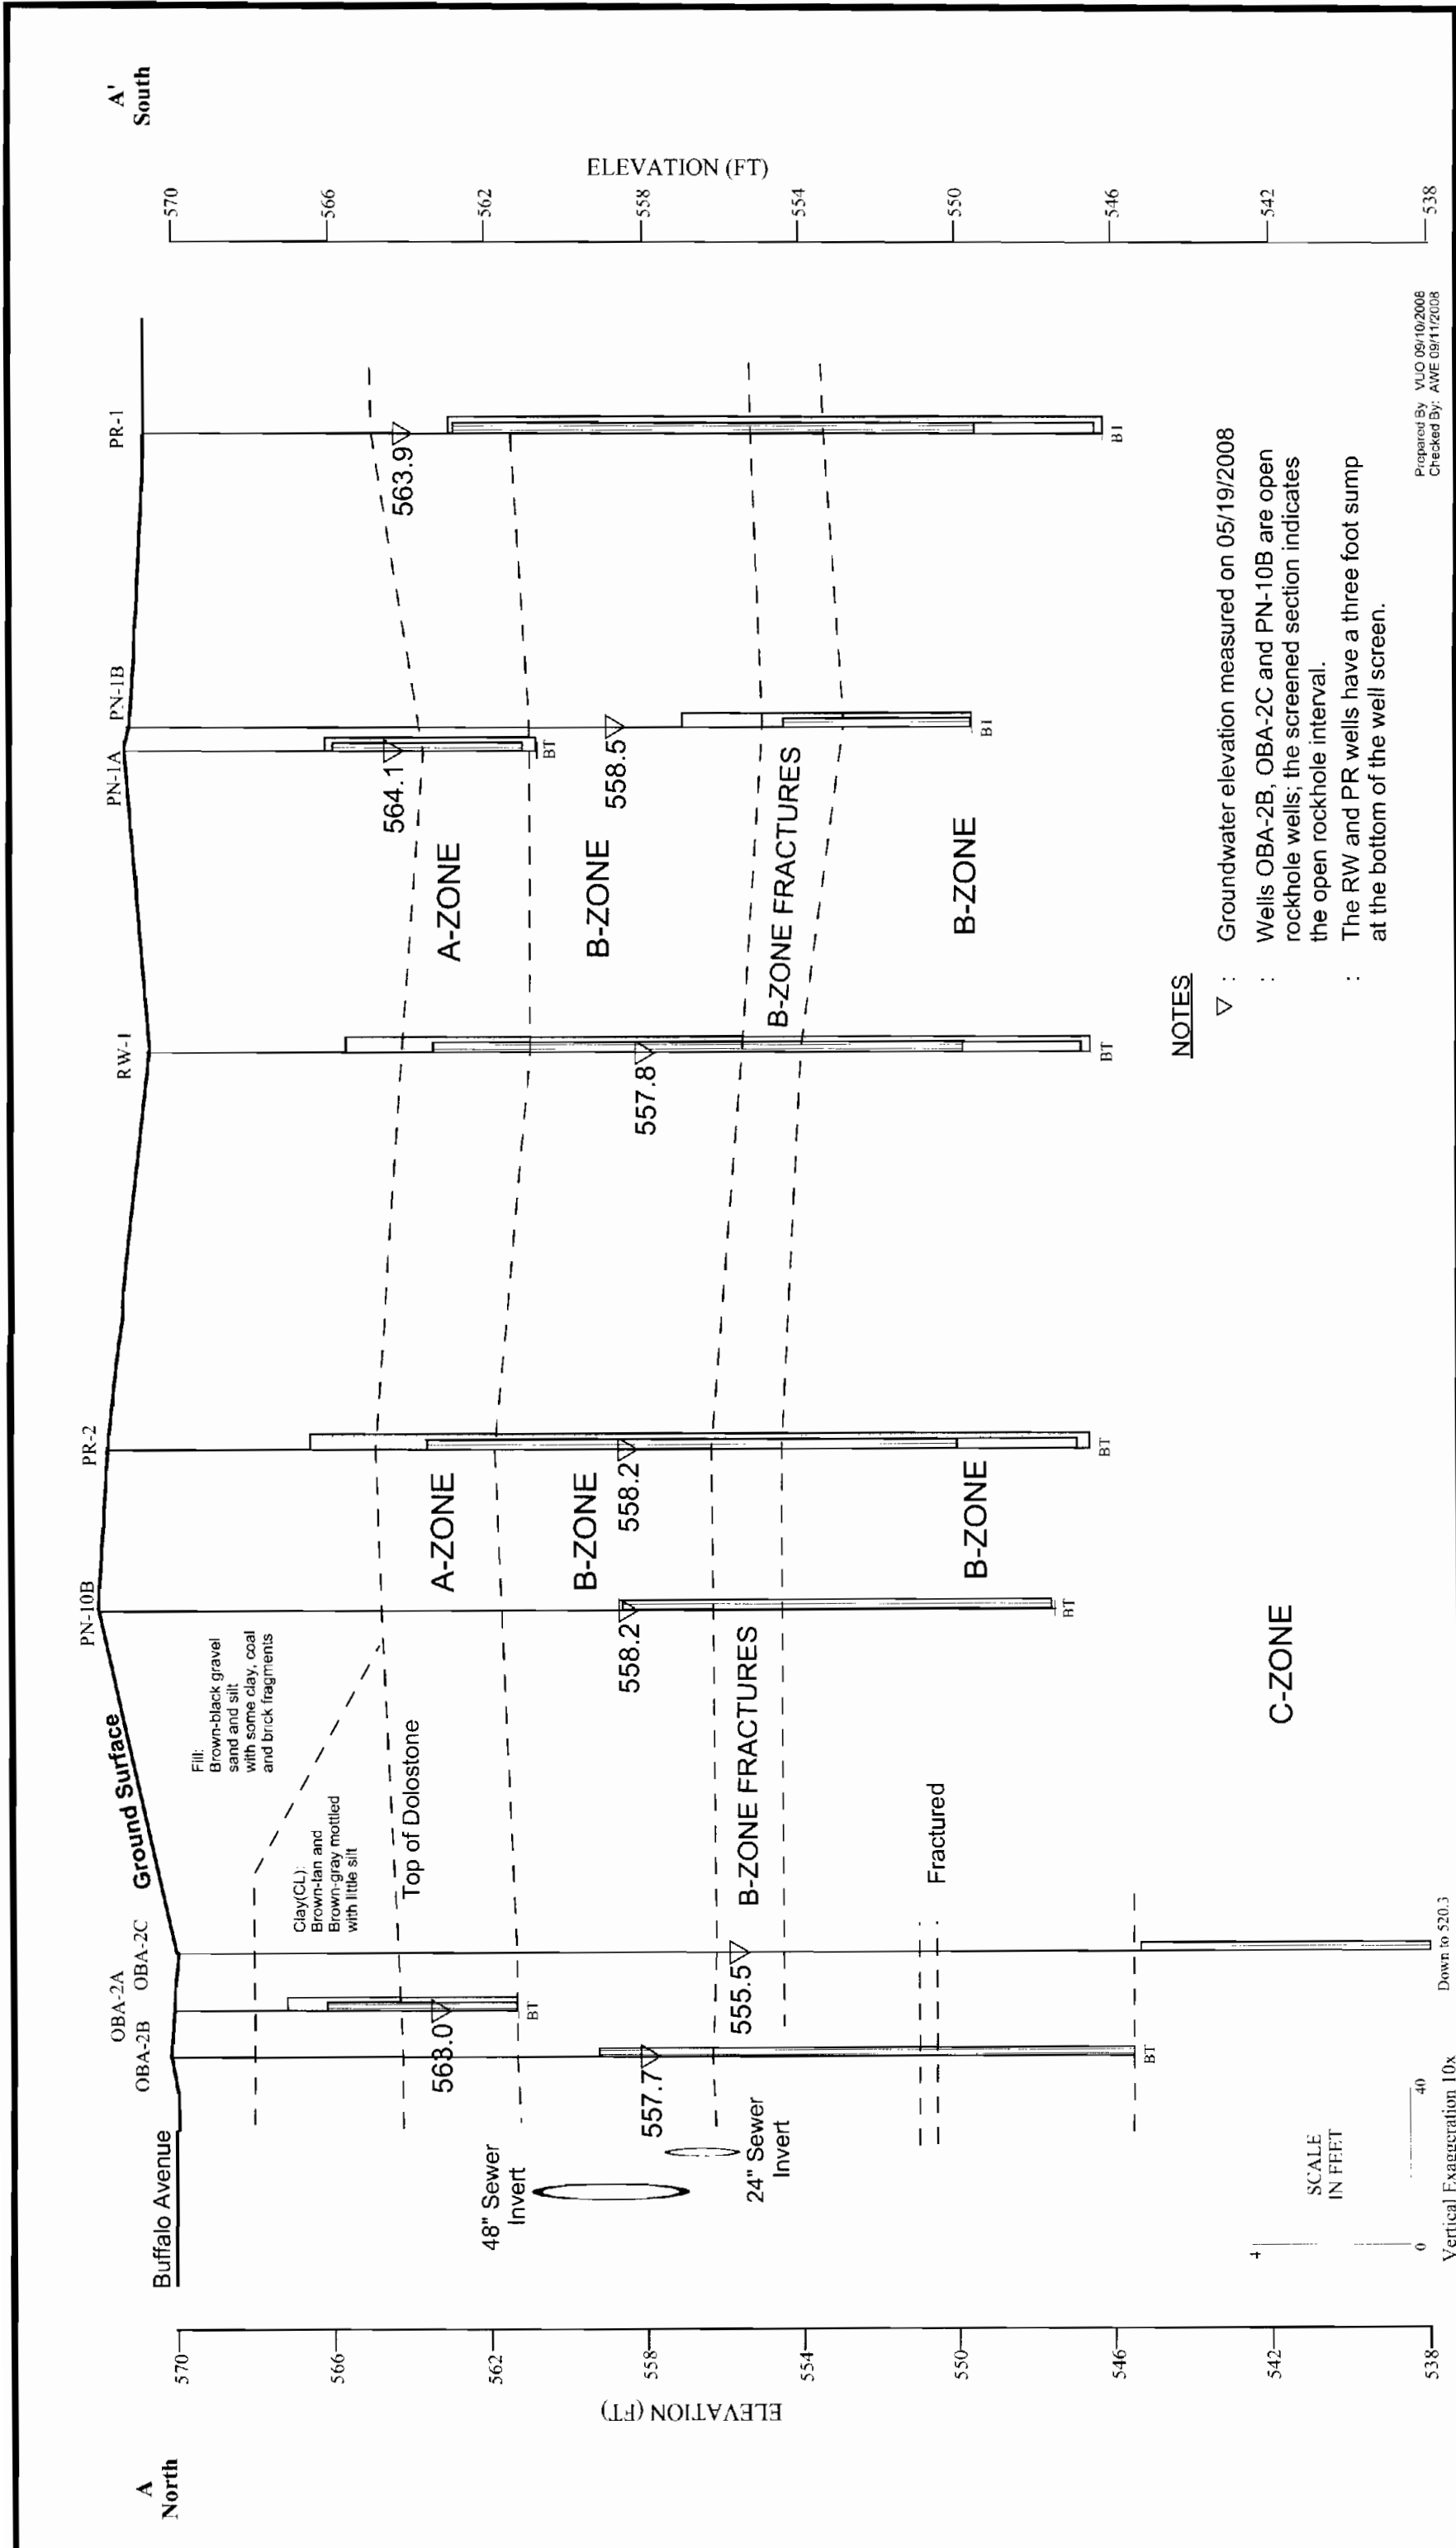 A
North
A'
South
Buffalo Avenue
OBA-2B
OBA-2A
OBA-2C
Ground Surface
PN-10B
PR-2
RW-1
PN-1A
PN-1B
PR-1
ELEVATION (FT)
570
566
562
558
554
550
546
542
538
ELEVATION (FT)
570
566
562
558
554
550
546
542
538
Fill:
Brown-black gravel
sand and silt
with some clay, coal
and brick fragments
Clay(CL):
Brown-tan and
Brown-gray mottled
with little silt
Top of Dolostone
48" Sewer
Invert
24" Sewer
Invert
A-ZONE
A-ZONE
B-ZONE
B-ZONE
B-ZONE FRACTURES
B-ZONE FRACTURES
B-ZONE
B-ZONE
C-ZONE
Fractured
557.7
563.0
555.5
558.2
558.2
557.8
564.1
558.5
563.9
BT
BT
BT
BT
BT
BT
BT
BT
Down to 520.3
SCALE
IN FEET
4
0
40
Vertical Exaggeration 10x
NOTES
▽ : Groundwater elevation measured on 05/19/2008
: Wells OBA-2B, OBA-2C and PN-10B are open
rockhole wells; the screened section indicates
the open rockhole interval.
: The RW and PR wells have a three foot sump
at the bottom of the well screen.
Prepared By VUO 09/10/2008
Checked By: AWE 09/11/2008